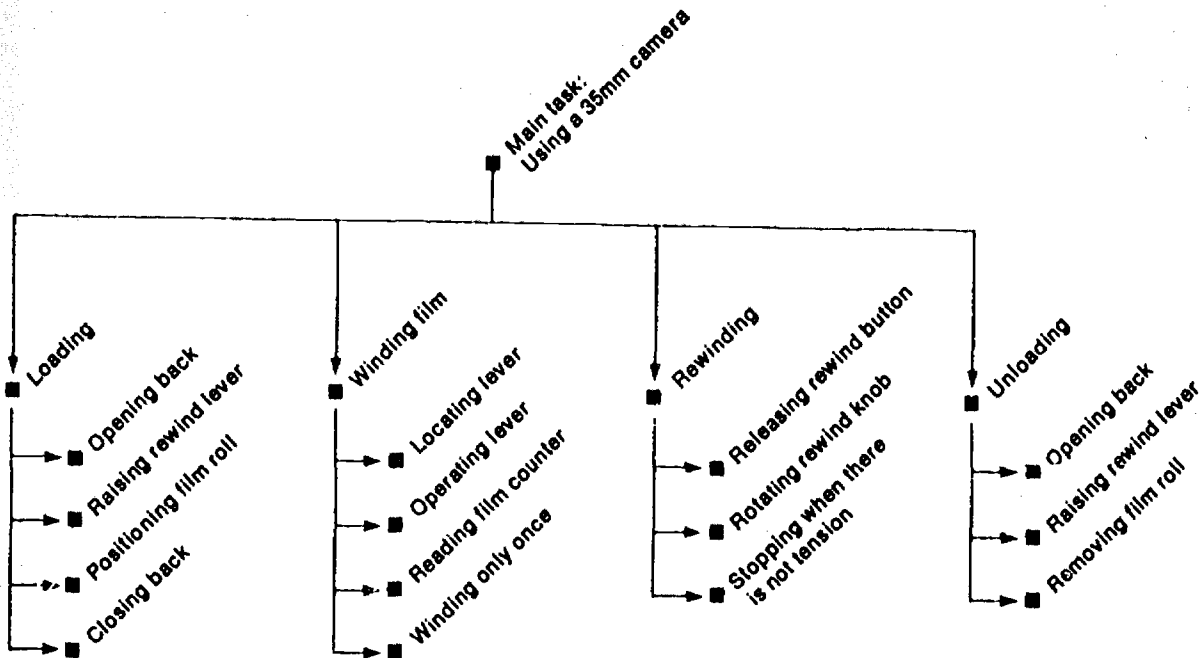 Main task:
Using a 35mm camera
Loading
Opening back
Raising rewind lever
Positioning film roll
Closing back
Winding film
Locating lever
Operating lever
Reading film counter
Winding only once
Rewinding
Releasing rewind button
Rotating rewind knob
Stopping when there
is not tension
Unloading
Opening back
Raising rewind lever
Removing film roll